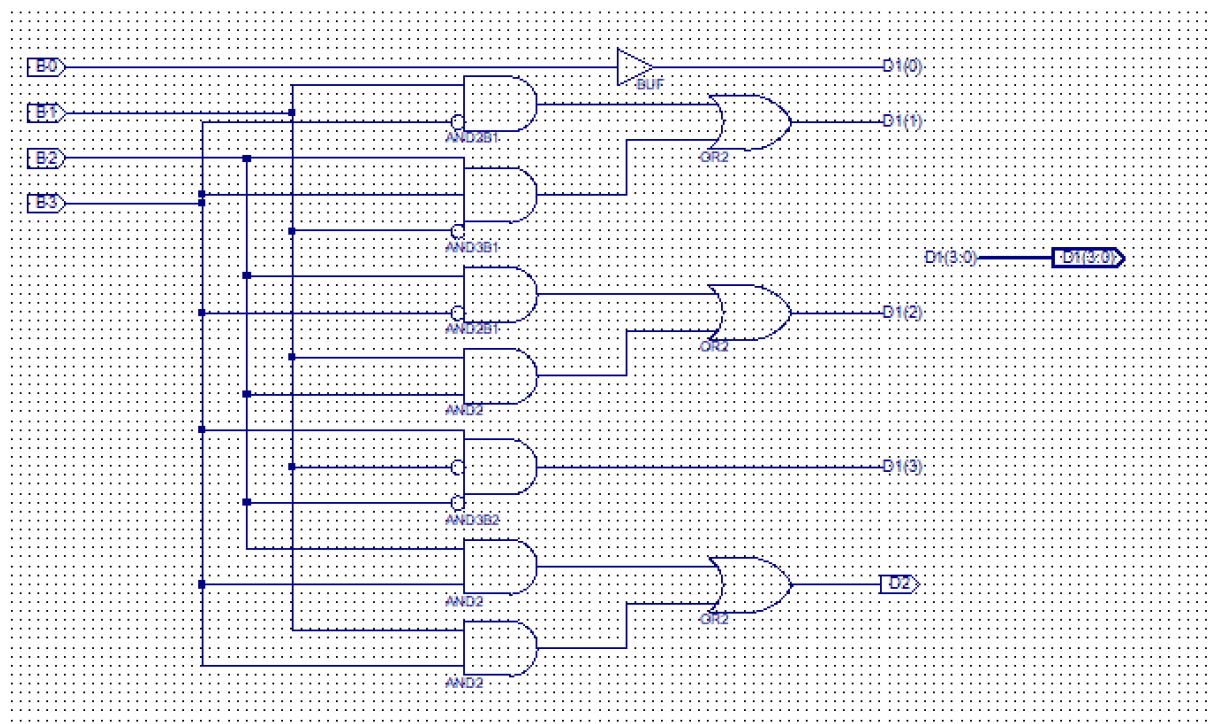 B0
D1(0)
BUF
B1
D1(1)
AND2B1
B2
OR2
B3
AND3B1
D1(3:0)
D1(3:0)
D1(2)
AND2B1
OR2
AND2
D1(3)
AND3B2
D2
AND2
OR2
AND2